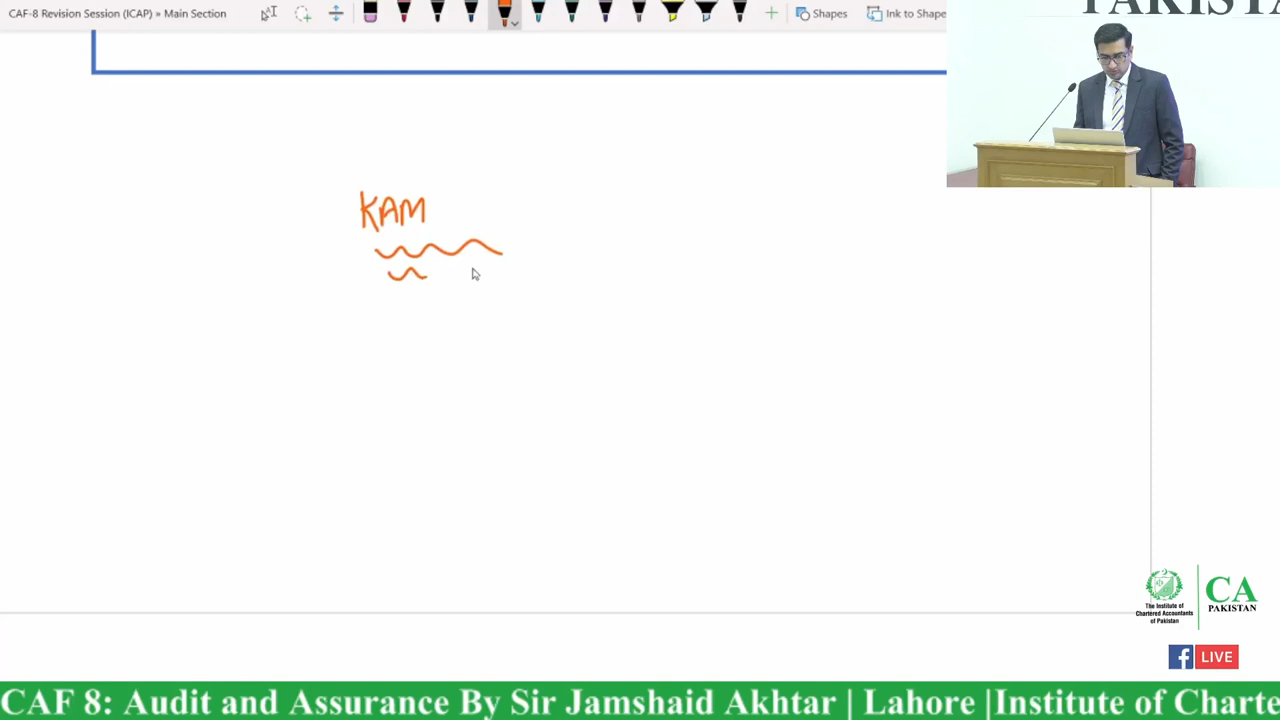 PAKISTAN
CAF-8 Revision Session (ICAP) » Main Section
Shapes
Ink to Shape
KAM
The Institute of
Chartered Accountants
of Pakistan
CA
PAKISTAN
LIVE
CAF 8: Audit and Assurance By Sir Jamshaid Akhtar | Lahore |Institute of Charte